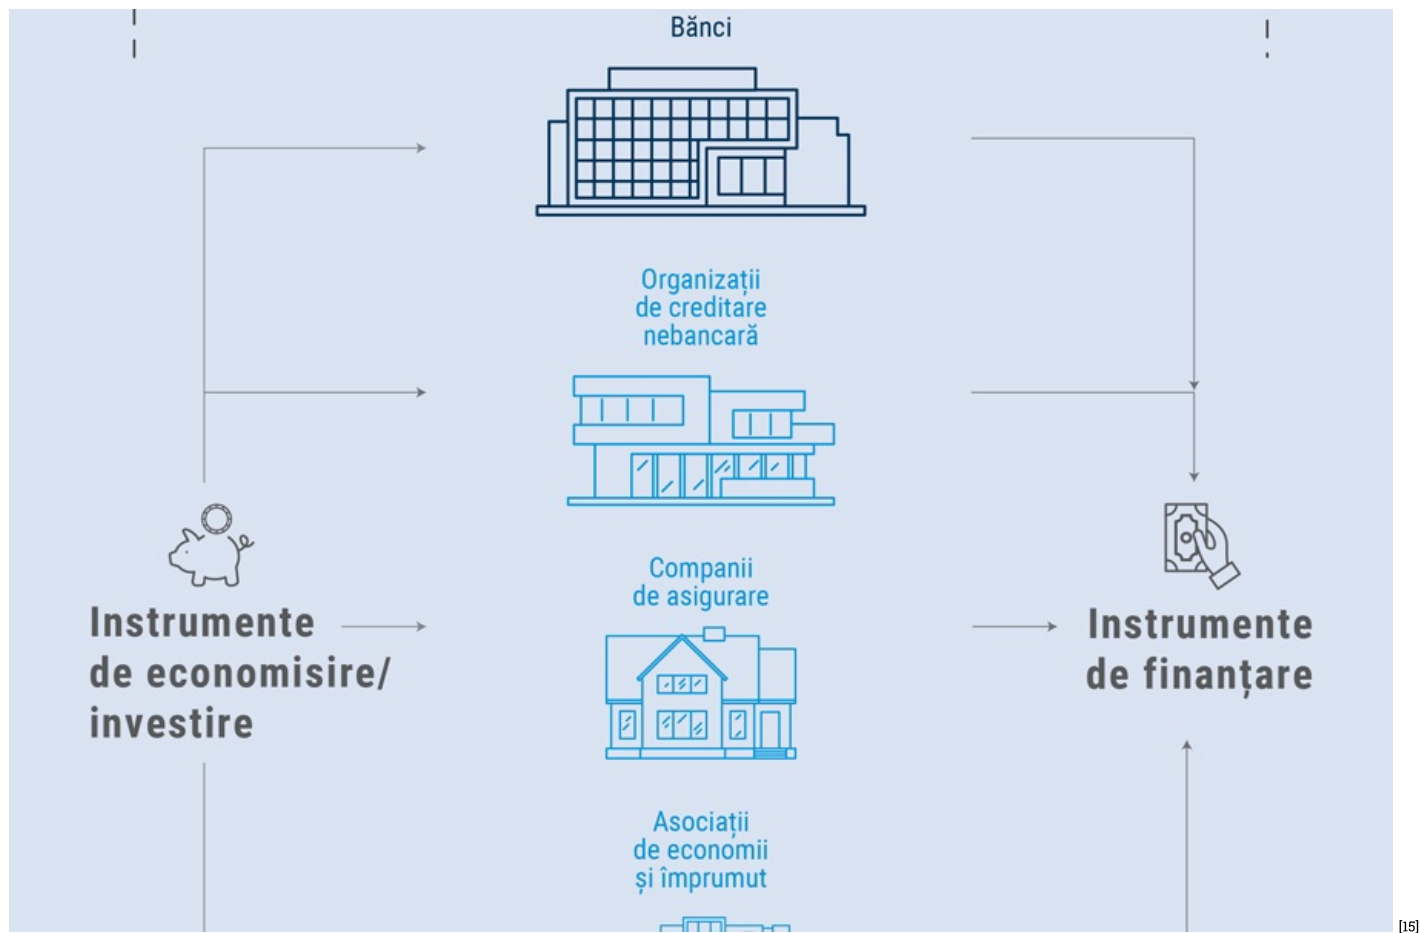 Bănci
Organizații
de creditare
nebancară
Companii
de asigurare
Instrumente
de economisire/
investire
Instrumente
de finanțare
Asociații
de economii
și împrumut
[15]